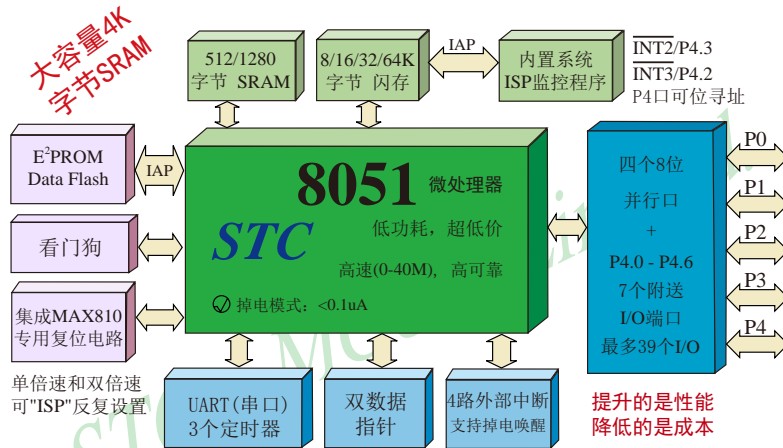 大容量4K
字节SRAM
512/1280
字节 SRAM
8/16/32/64K
字节 闪存
IAP
内置系统
ISP监控程序
INT2/P4.3
INT3/P4.2
P4口可位寻址
E²PROM
Data Flash
IAP
看门狗
集成MAX810
专用复位电路
单倍速和双倍速
可"ISP"反复设置
8051 微处理器
STC
低功耗, 超低价
高速(0-40M), 高可靠
掉电模式: <0.1uA
四个8位
并行口
+
P4.0 - P4.6
7个附送
I/O端口
最多39个I/O
P0
P1
P2
P3
P4
UART(串口)
3个定时器
双数据
指针
4路外部中断
支持掉电唤醒
提升的是性能
降低的是成本